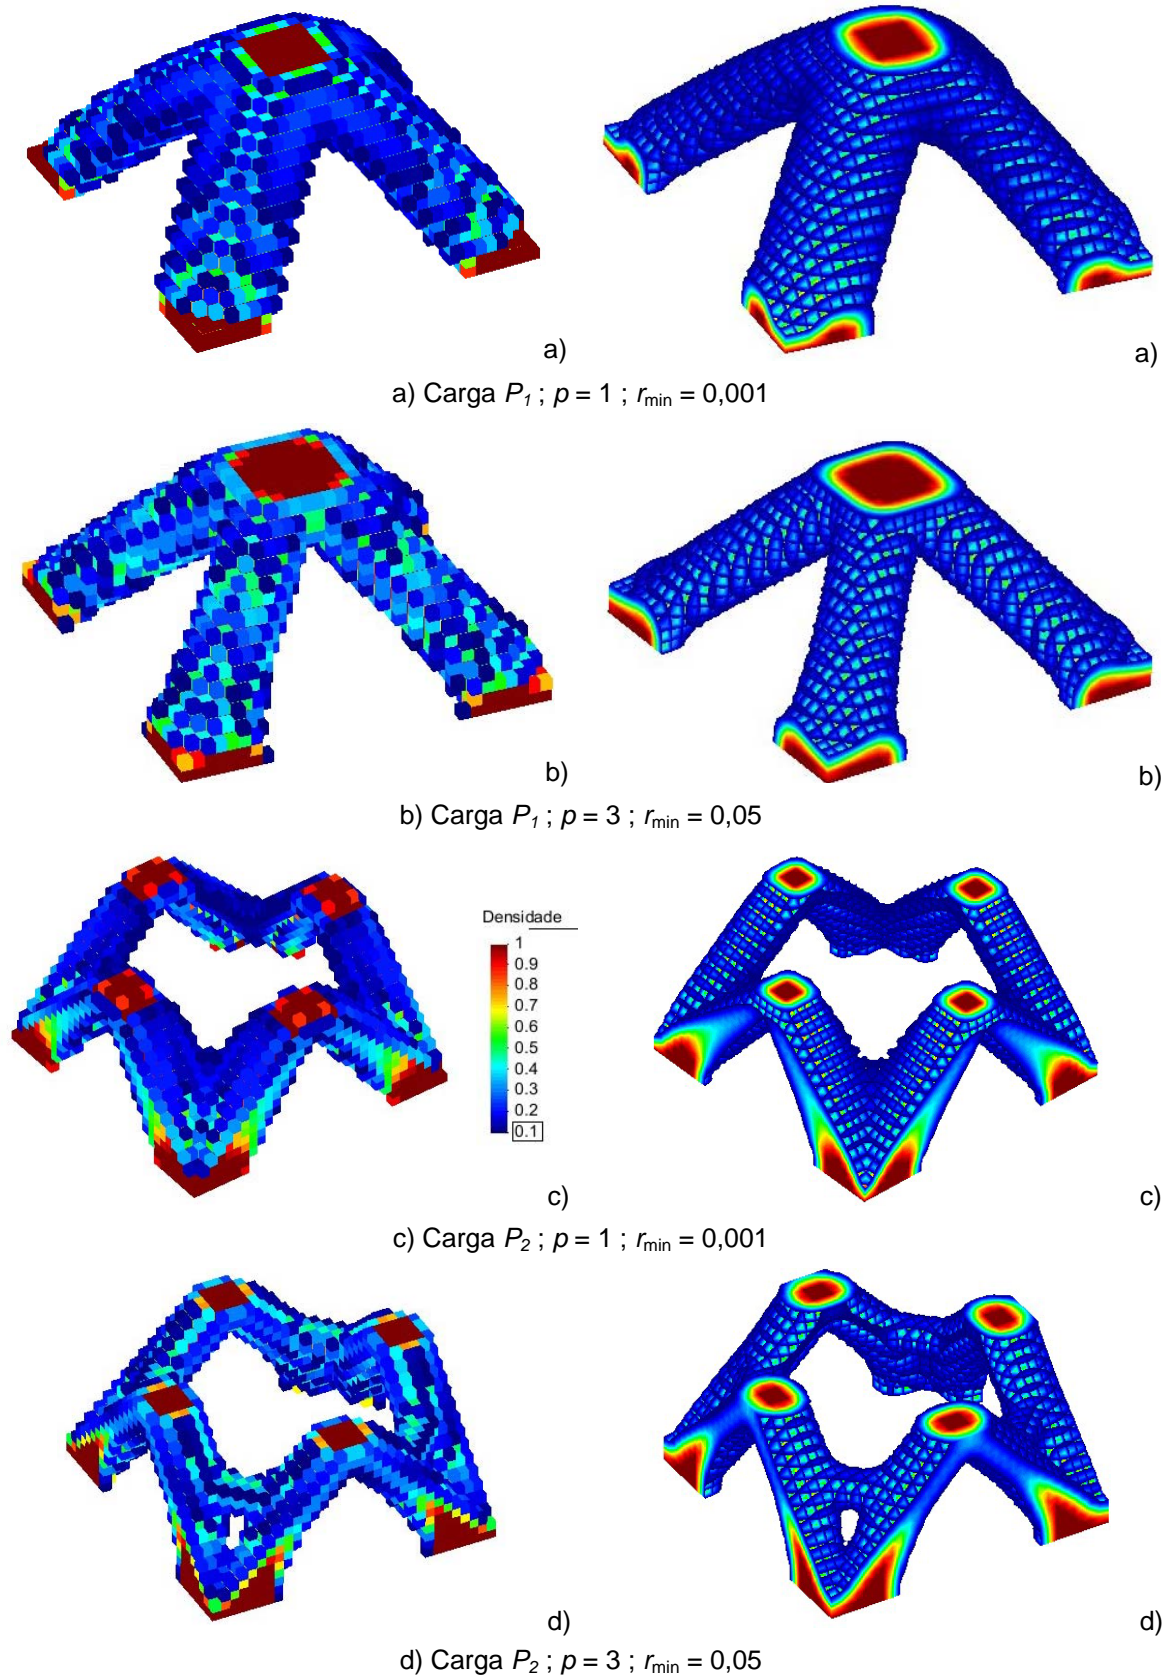 a)
a)
a) Carga P1 ; p = 1 ; rmin = 0,001
b)
b)
b) Carga P1 ; p = 3 ; rmin = 0,05
Densidade
1
0.9
0.8
0.7
0.6
0.5
0.4
0.3
0.2
0.1
c)
c)
c) Carga P2 ; p = 1 ; rmin = 0,001
d)
d)
d) Carga P2 ; p = 3 ; rmin = 0,05